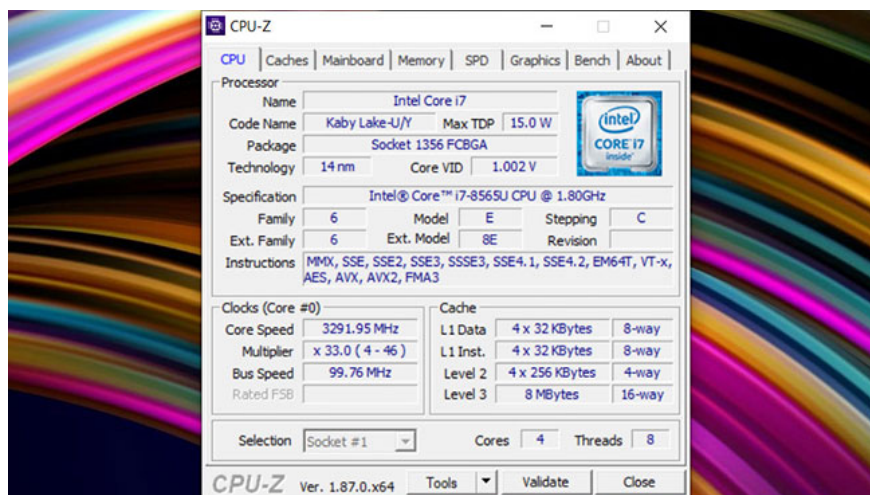 CPU-Z
CPU Caches Mainboard Memory SPD Graphics Bench About
Processor
Name Intel Core i7
Code Name Kaby Lake-U/Y Max TDP 15.0 W
Package Socket 1356 FCBGA
Technology 14 nm Core VID 1.002 V
(intel)
CORE i7
inside™
Specification Intel® Core™ i7-8565U CPU @ 1.80GHz
Family 6 Model E Stepping C
Ext. Family 6 Ext. Model 8E Revision
Instructions MMX, SSE, SSE2, SSE3, SSSE3, SSE4.1, SSE4.2, EM64T, VT-x,
AES, AVX, AVX2, FMA3
Clocks (Core #0)
Core Speed 3291.95 MHz
Multiplier x 33.0 ( 4 - 46 )
Bus Speed 99.76 MHz
Rated FSB
Cache
L1 Data 4 x 32 KBytes 8-way
L1 Inst. 4 x 32 KBytes 8-way
Level 2 4 x 256 KBytes 4-way
Level 3 8 MBytes 16-way
Selection Socket #1 Cores 4 Threads 8
CPU-Z Ver. 1.87.0.x64 Tools Validate Close